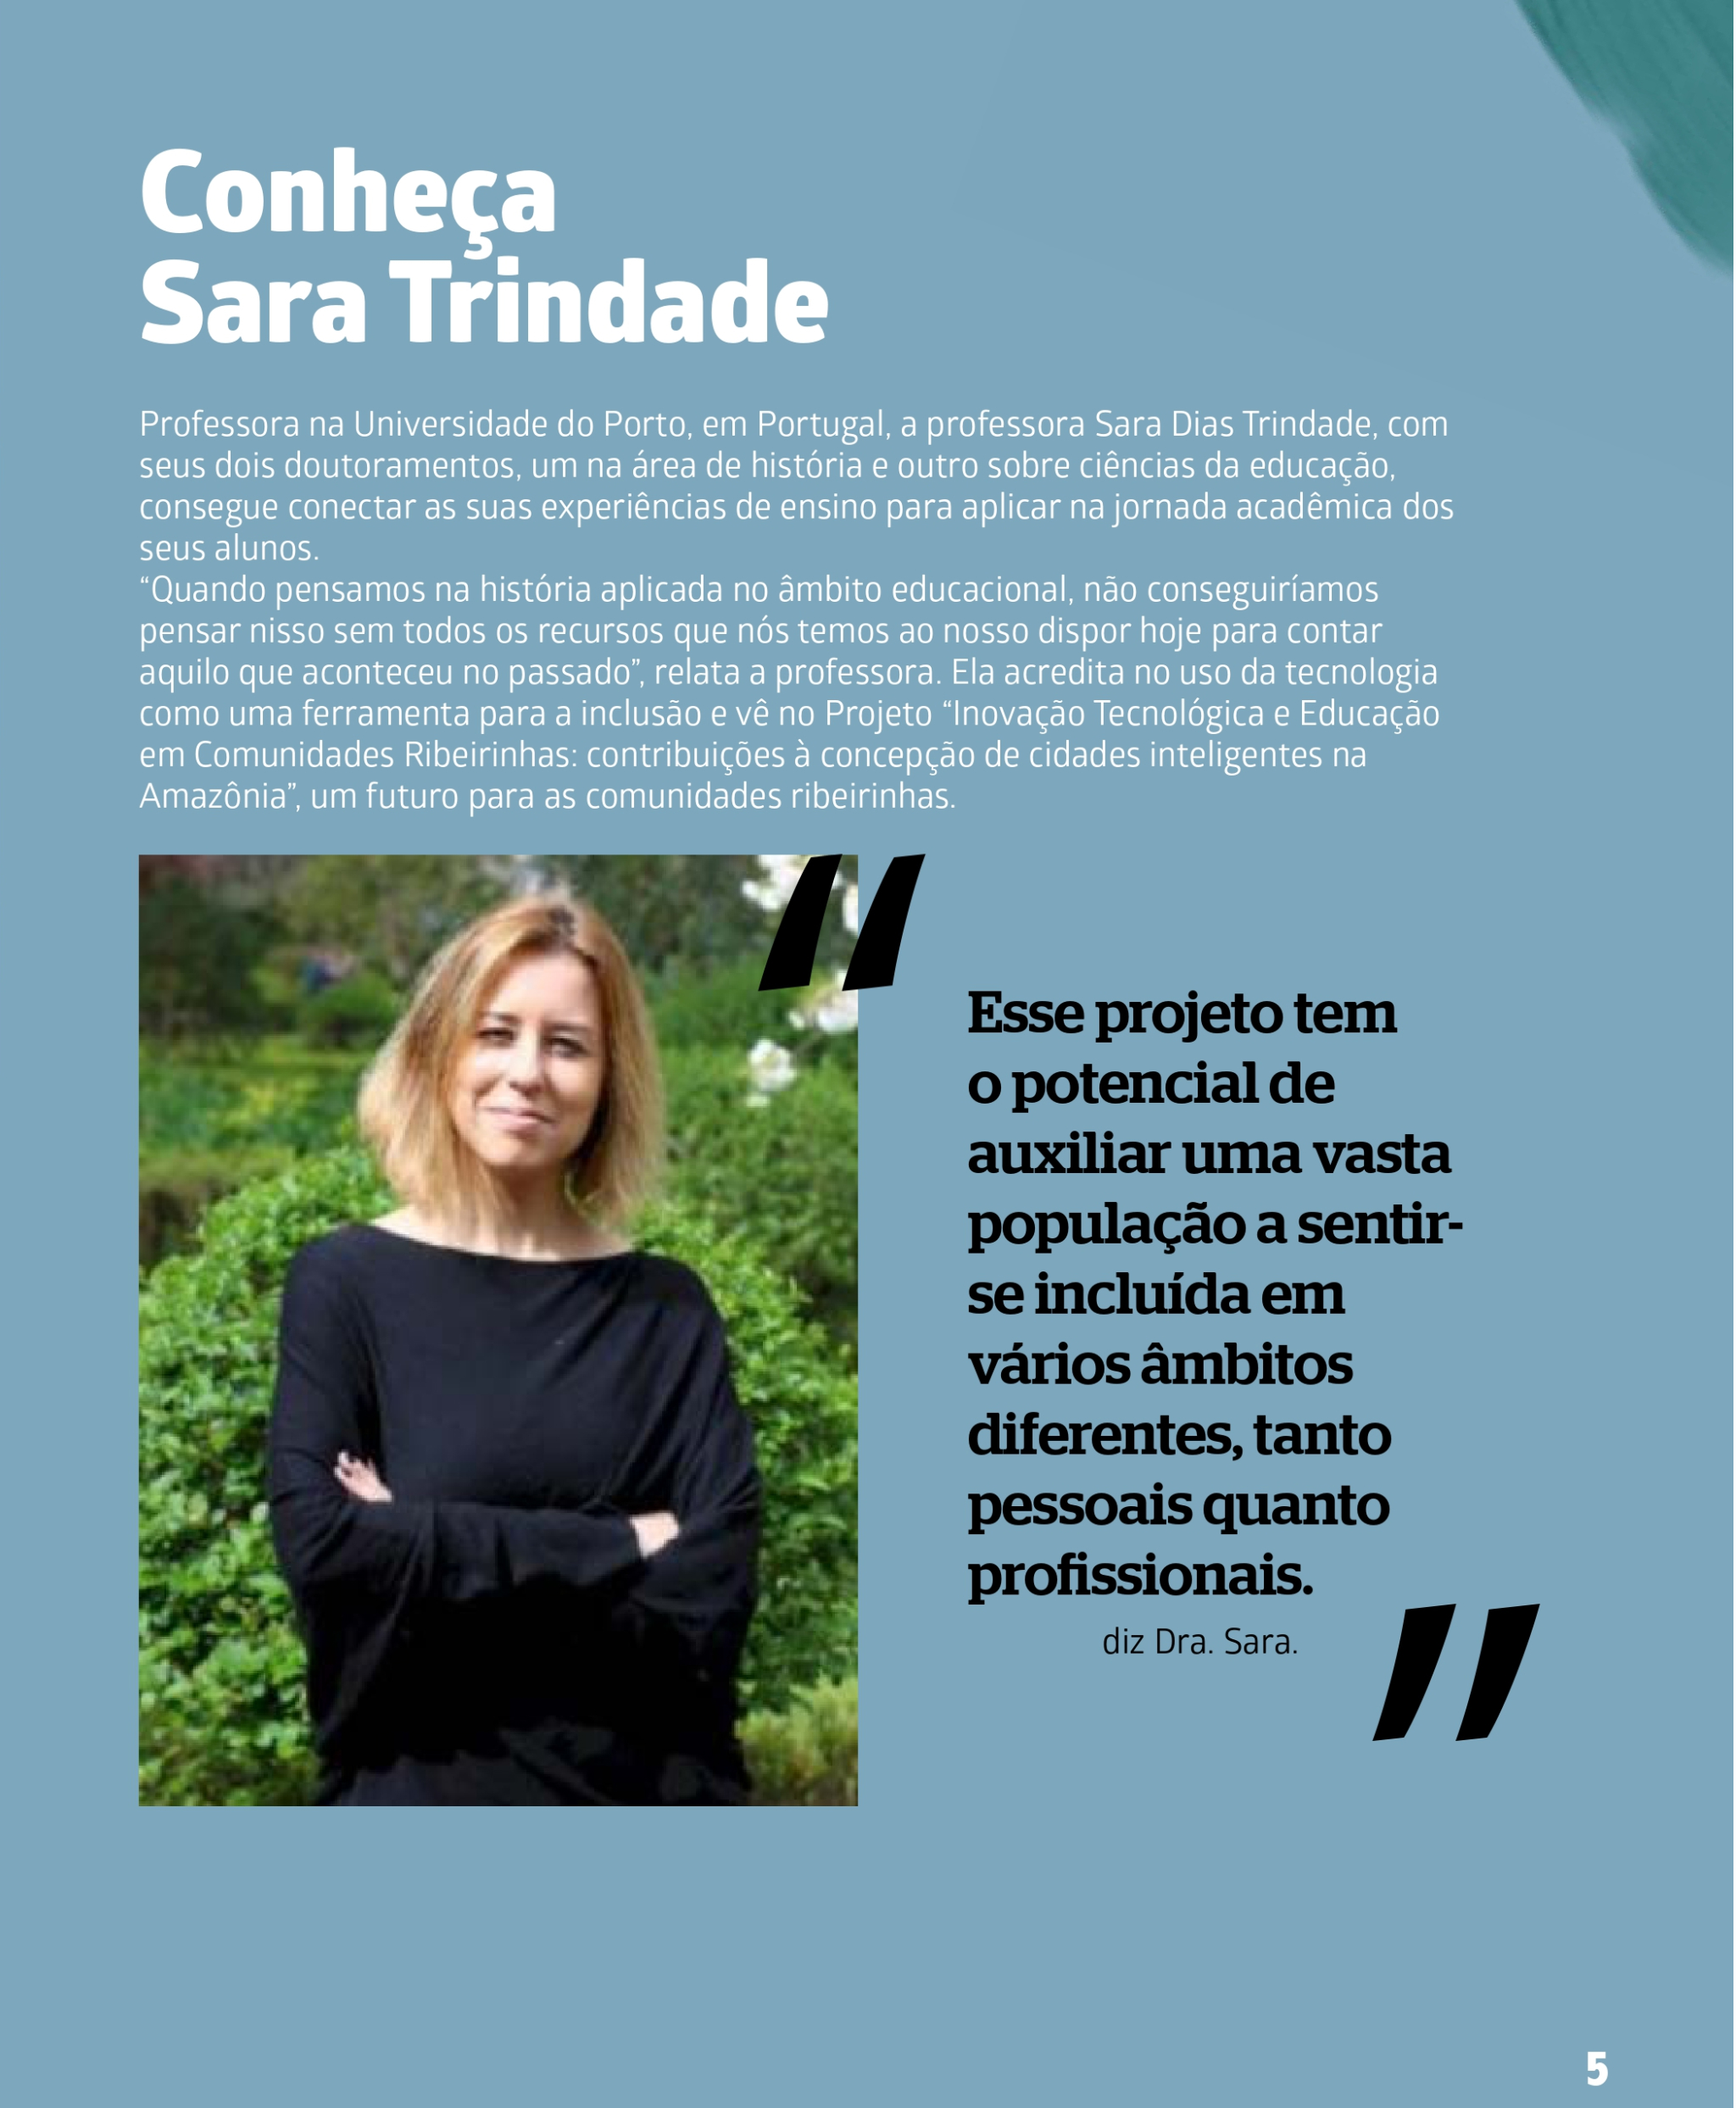 Conheça
Sara Trindade
Professora na Universidade do Porto, em Portugal, a professora Sara Dias Trindade, com
seus dois doutoramentos, um na área de história e outro sobre ciências da educação,
consegue conectar as suas experiências de ensino para aplicar na jornada acadêmica dos
seus alunos.
“Quando pensamos na história aplicada no âmbito educacional, não conseguiríamos
pensar nisso sem todos os recursos que nós temos ao nosso dispor hoje para contar
aquilo que aconteceu no passado”, relata a professora. Ela acredita no uso da tecnologia
como uma ferramenta para a inclusão e vê no Projeto “Inovação Tecnológica e Educação
em Comunidades Ribeirinhas: contribuições à concepção de cidades inteligentes na
Amazônia”, um futuro para as comunidades ribeirinhas.
“
Esse projeto tem
o potencial de
auxiliar uma vasta
população a sentir-
se incluída em
vários âmbitos
diferentes, tanto
pessoais quanto
profissionais.
diz Dra. Sara.
”
5